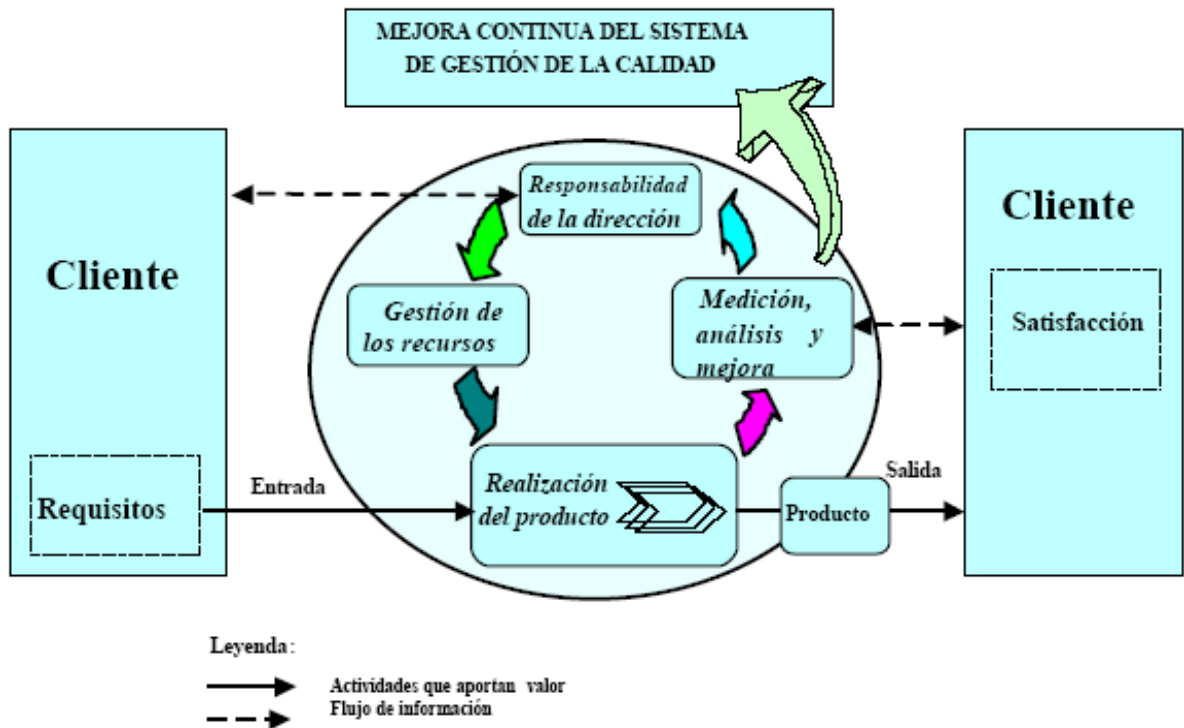 MEJORA CONTINUA DEL SISTEMA
DE GESTIÓN DE LA CALIDAD
Cliente
Requisitos
Entrada
Responsabilidad
de la dirección
Gestión de
los recursos
Medición,
análisis y
mejora
Realización
del producto
Producto
Salida
Cliente
Satisfacción
Leyenda:
Actividades que aportan valor
Flujo de información